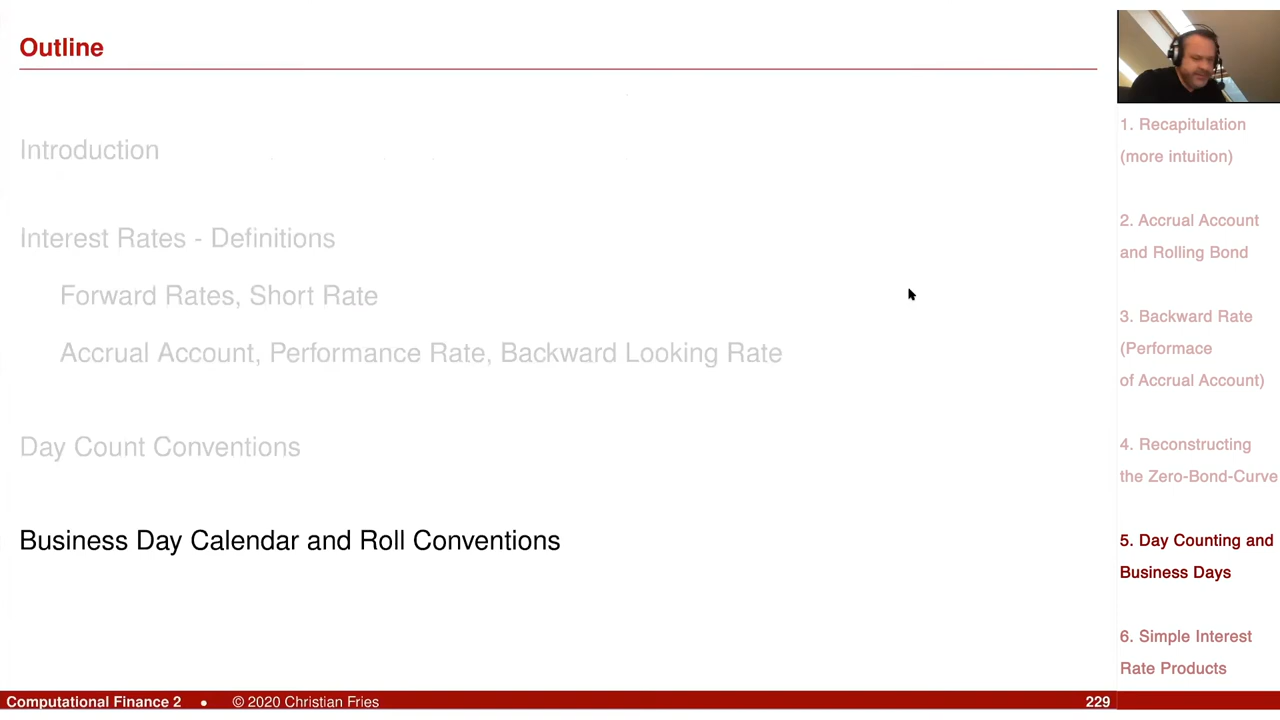 Outline
Introduction
Interest Rates - Definitions
Forward Rates, Short Rate
Accrual Account, Performance Rate, Backward Looking Rate
Day Count Conventions
Business Day Calendar and Roll Conventions
1. Recapitulation
(more intuition)
2. Accrual Account
and Rolling Bond
3. Backward Rate
(Performace
of Accrual Account)
4. Reconstructing
the Zero-Bond-Curve
5. Day Counting and
Business Days
6. Simple Interest
Rate Products
Computational Finance 2 • © 2020 Christian Fries 229